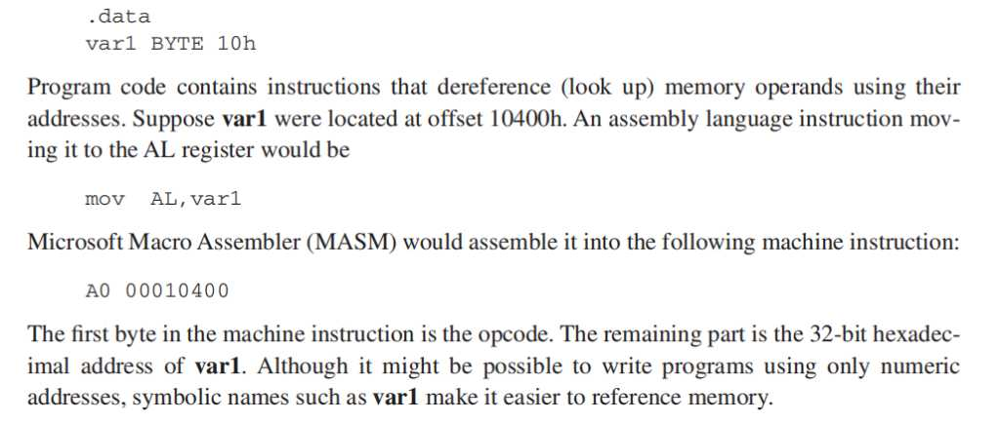 .data
var1 BYTE 10h
Program code contains instructions that dereference (look up) memory operands using their
addresses. Suppose var1 were located at offset 10400h. An assembly language instruction mov-
ing it to the AL register would be
mov AL,var1
Microsoft Macro Assembler (MASM) would assemble it into the following machine instruction:
A0 00010400
The first byte in the machine instruction is the opcode. The remaining part is the 32-bit hexadec-
imal address of var1. Although it might be possible to write programs using only numeric
addresses, symbolic names such as var1 make it easier to reference memory.